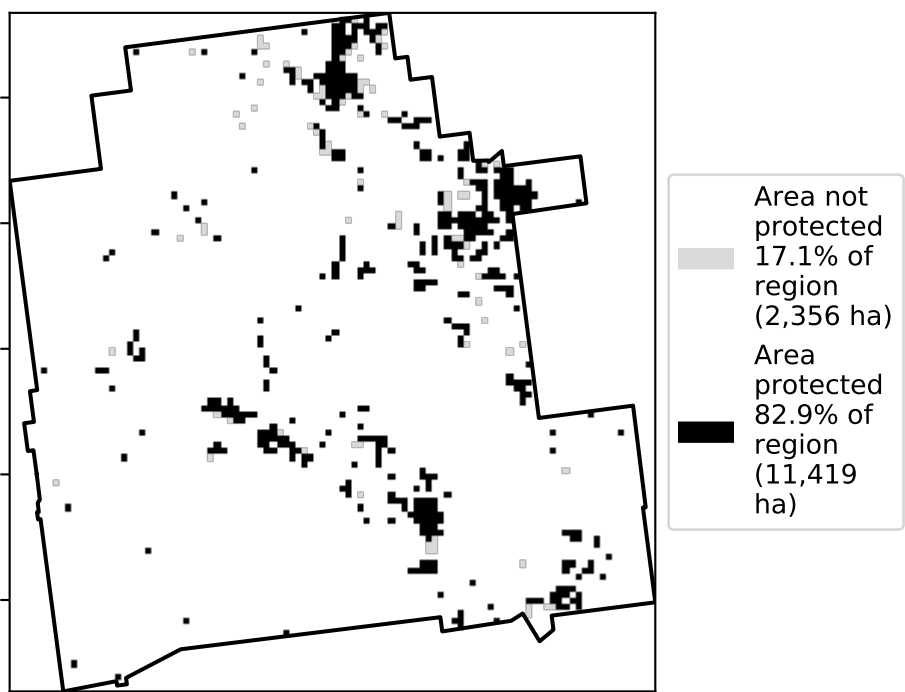 Area not
protected
17.1% of
region
(2,356 ha)
Area
protected
82.9% of
region
(11,419
ha)